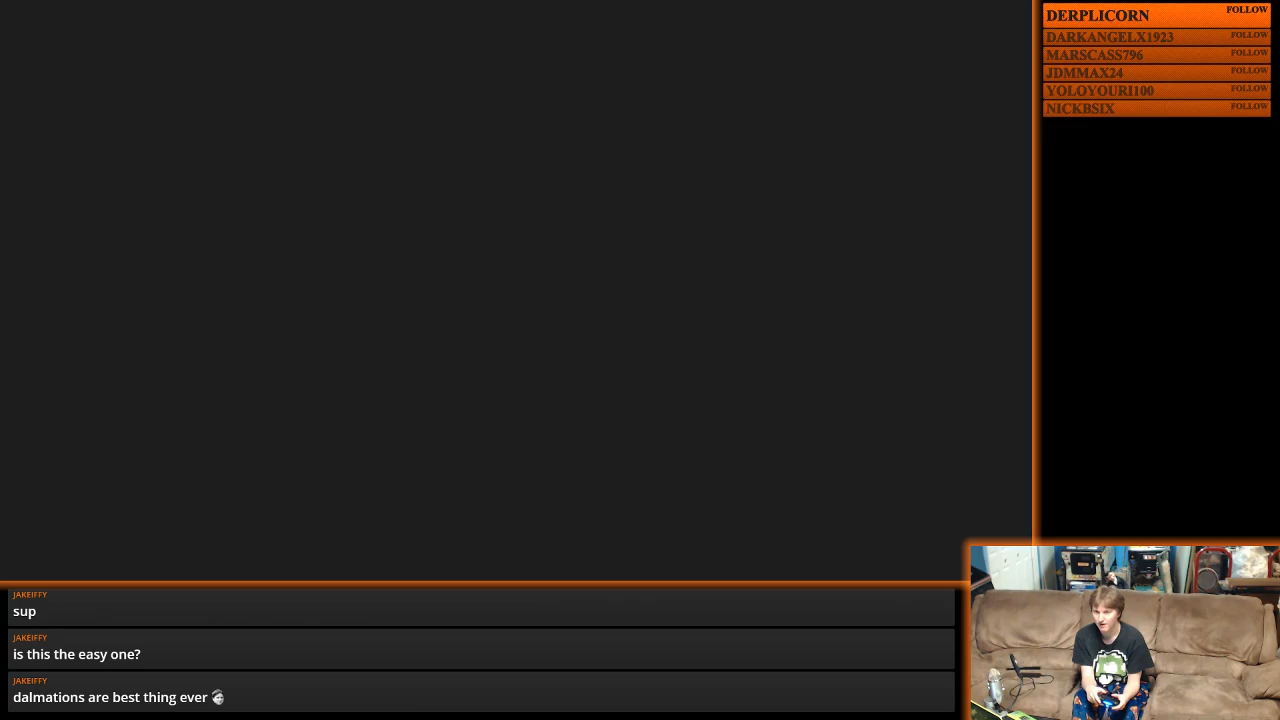 DERPLICORN FOLLOW
DARKANGELX1923 FOLLOW
MARSCASS796 FOLLOW
JDMMAX24 FOLLOW
YOLOYOURI100 FOLLOW
NICKBSIX FOLLOW
JAKEIFFY
sup
JAKEIFFY
is this the easy one?
JAKEIFFY
dalmations are best thing ever